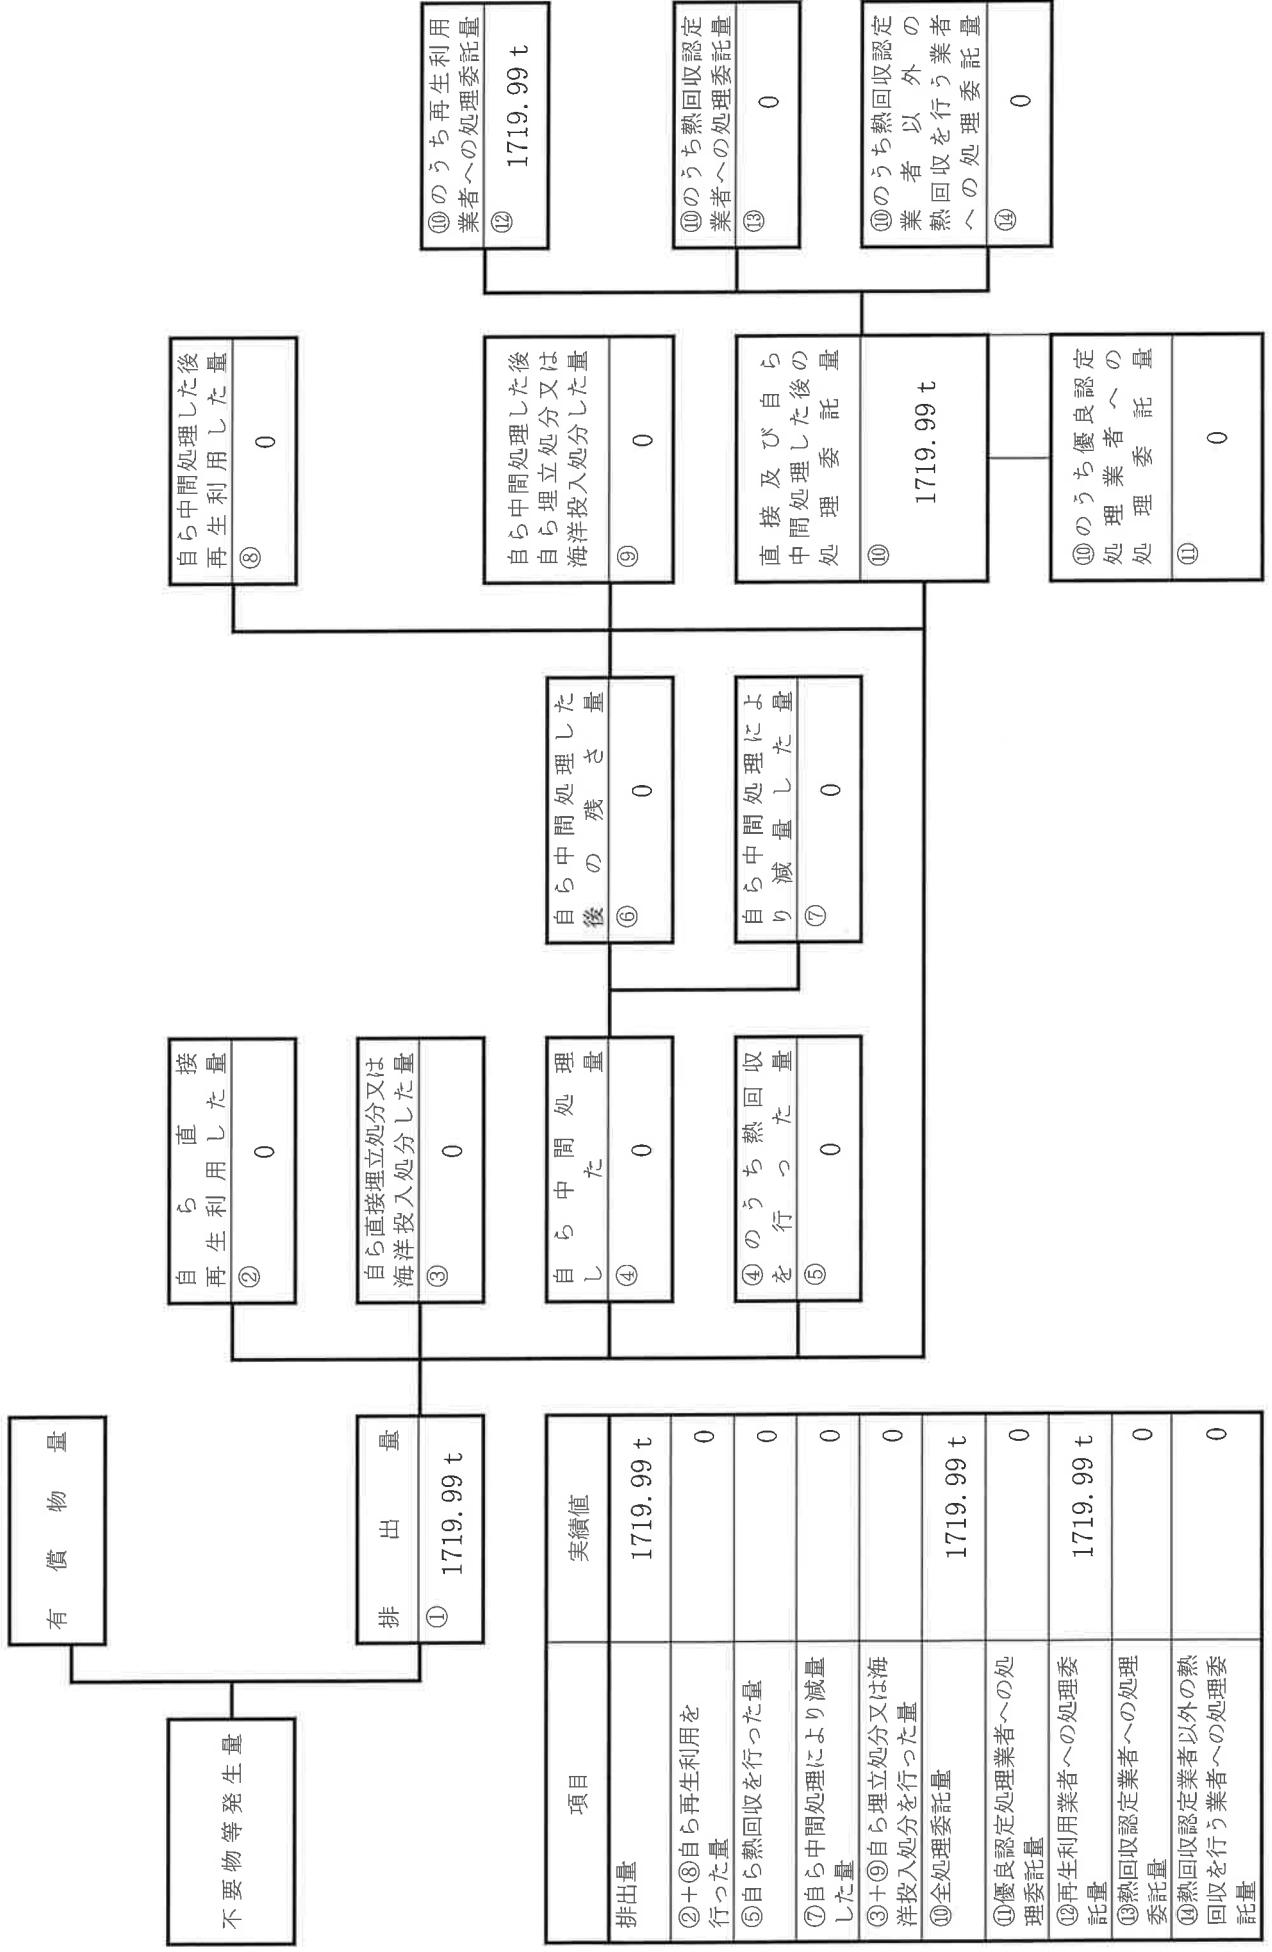 不要物等発生量
有償物量
排出量
① 1719.99 t
自ら直接
再生利用した量
② 0
自ら直接埋立処分又は
海洋投入処分した量
③ 0
自ら中間処理
した量
④ 0
④のうち熱回収
を行った量
⑤ 0
自ら中間処理した
後の残さ量
⑥ 0
自ら中間処理によ
り減量した量
⑦ 0
自ら中間処理した後
再生利用した量
⑧ 0
自ら中間処理した後
自ら埋立処分又は
海洋投入処分した量
⑨ 0
直接及び自ら
中間処理した後の
処理委託量
⑩ 1719.99 t
⑩のうち優良認定
処理業者への
処理委託量
⑪ 0
⑩のうち再生利用
業者への処理委託量
⑫ 1719.99 t
⑩のうち熱回収認定
業者への処理委託量
⑬ 0
⑩のうち熱回収認定
業者以外の
熱回収を行う業者
への処理委託量
⑭ 0
項目 実績値
排出量 1719.99 t
②+⑧自ら再生利用を
行った量 0
⑤自ら熱回収を行った量 0
⑦自ら中間処理により減量
した量 0
③+⑨自ら埋立処分又は海
洋投入処分を行った量 0
⑩全処理委託量 1719.99 t
⑪優良認定処理業者への処
理委託量 0
⑫再生利用業者への処理委
託量 1719.99 t
⑬熱回収認定業者への処理
委託量 0
⑭熱回収認定業者以外の熱
回収を行う業者への処理委
託量 0